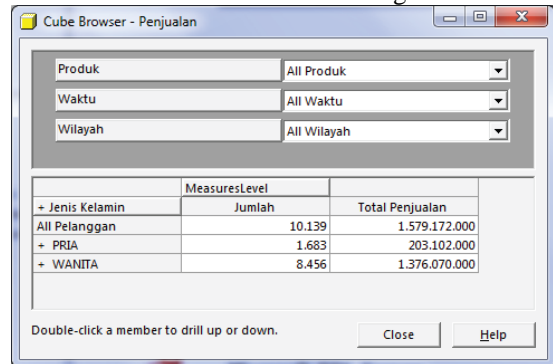 Cube Browser - Penjualan
Produk All Produk
Waktu All Waktu
Wilayah All Wilayah
MeasuresLevel
+ Jenis Kelamin Jumlah Total Penjualan
All Pelanggan 10.139 1.579.172.000
+ PRIA 1.683 203.102.000
+ WANITA 8.456 1.376.070.000
Double-click a member to drill up or down. Close Help